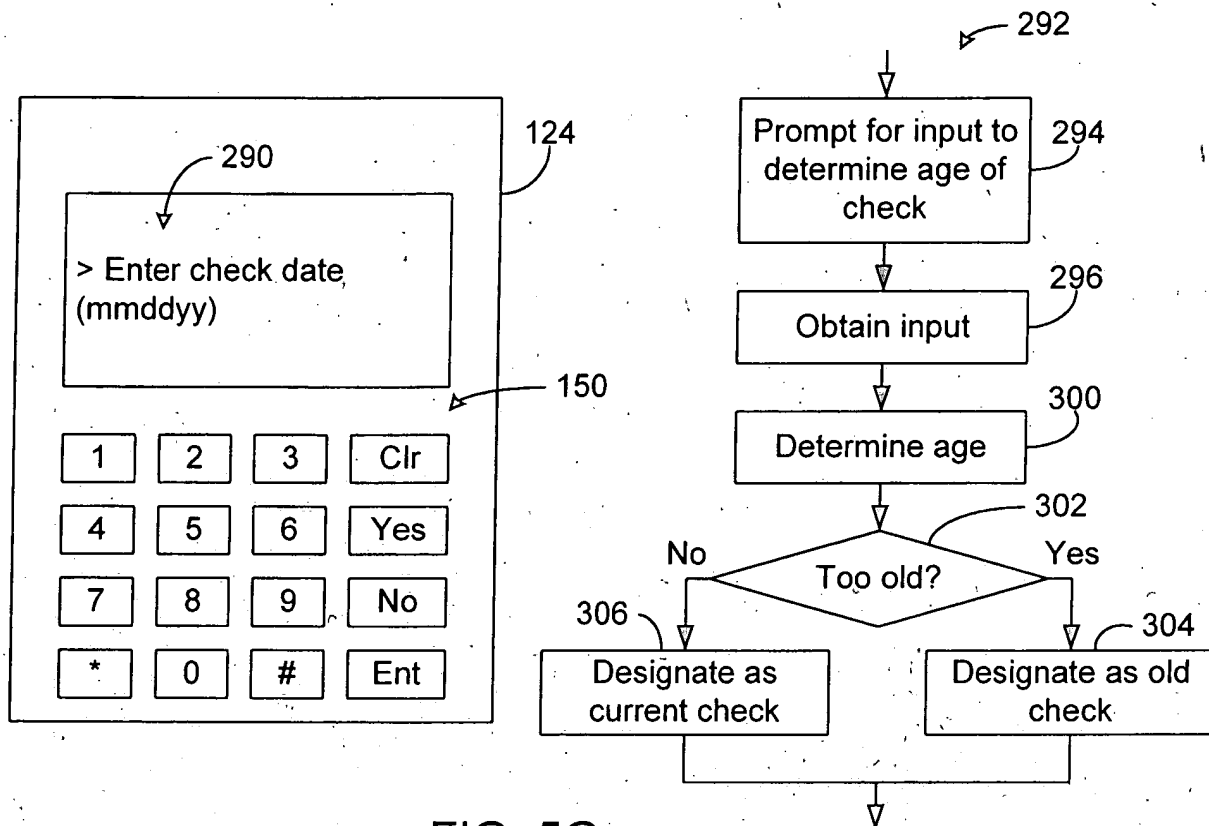 292
124
290
> Enter check date
(mmddyy)
150
1 2 3 Clr
4 5 6 Yes
7 8 9 No
* 0 # Ent
Prompt for input to
determine age of
check
294
Obtain input
296
Determine age
300
Too old?
302
No
Yes
306
Designate as
current check
304
Designate as old
check